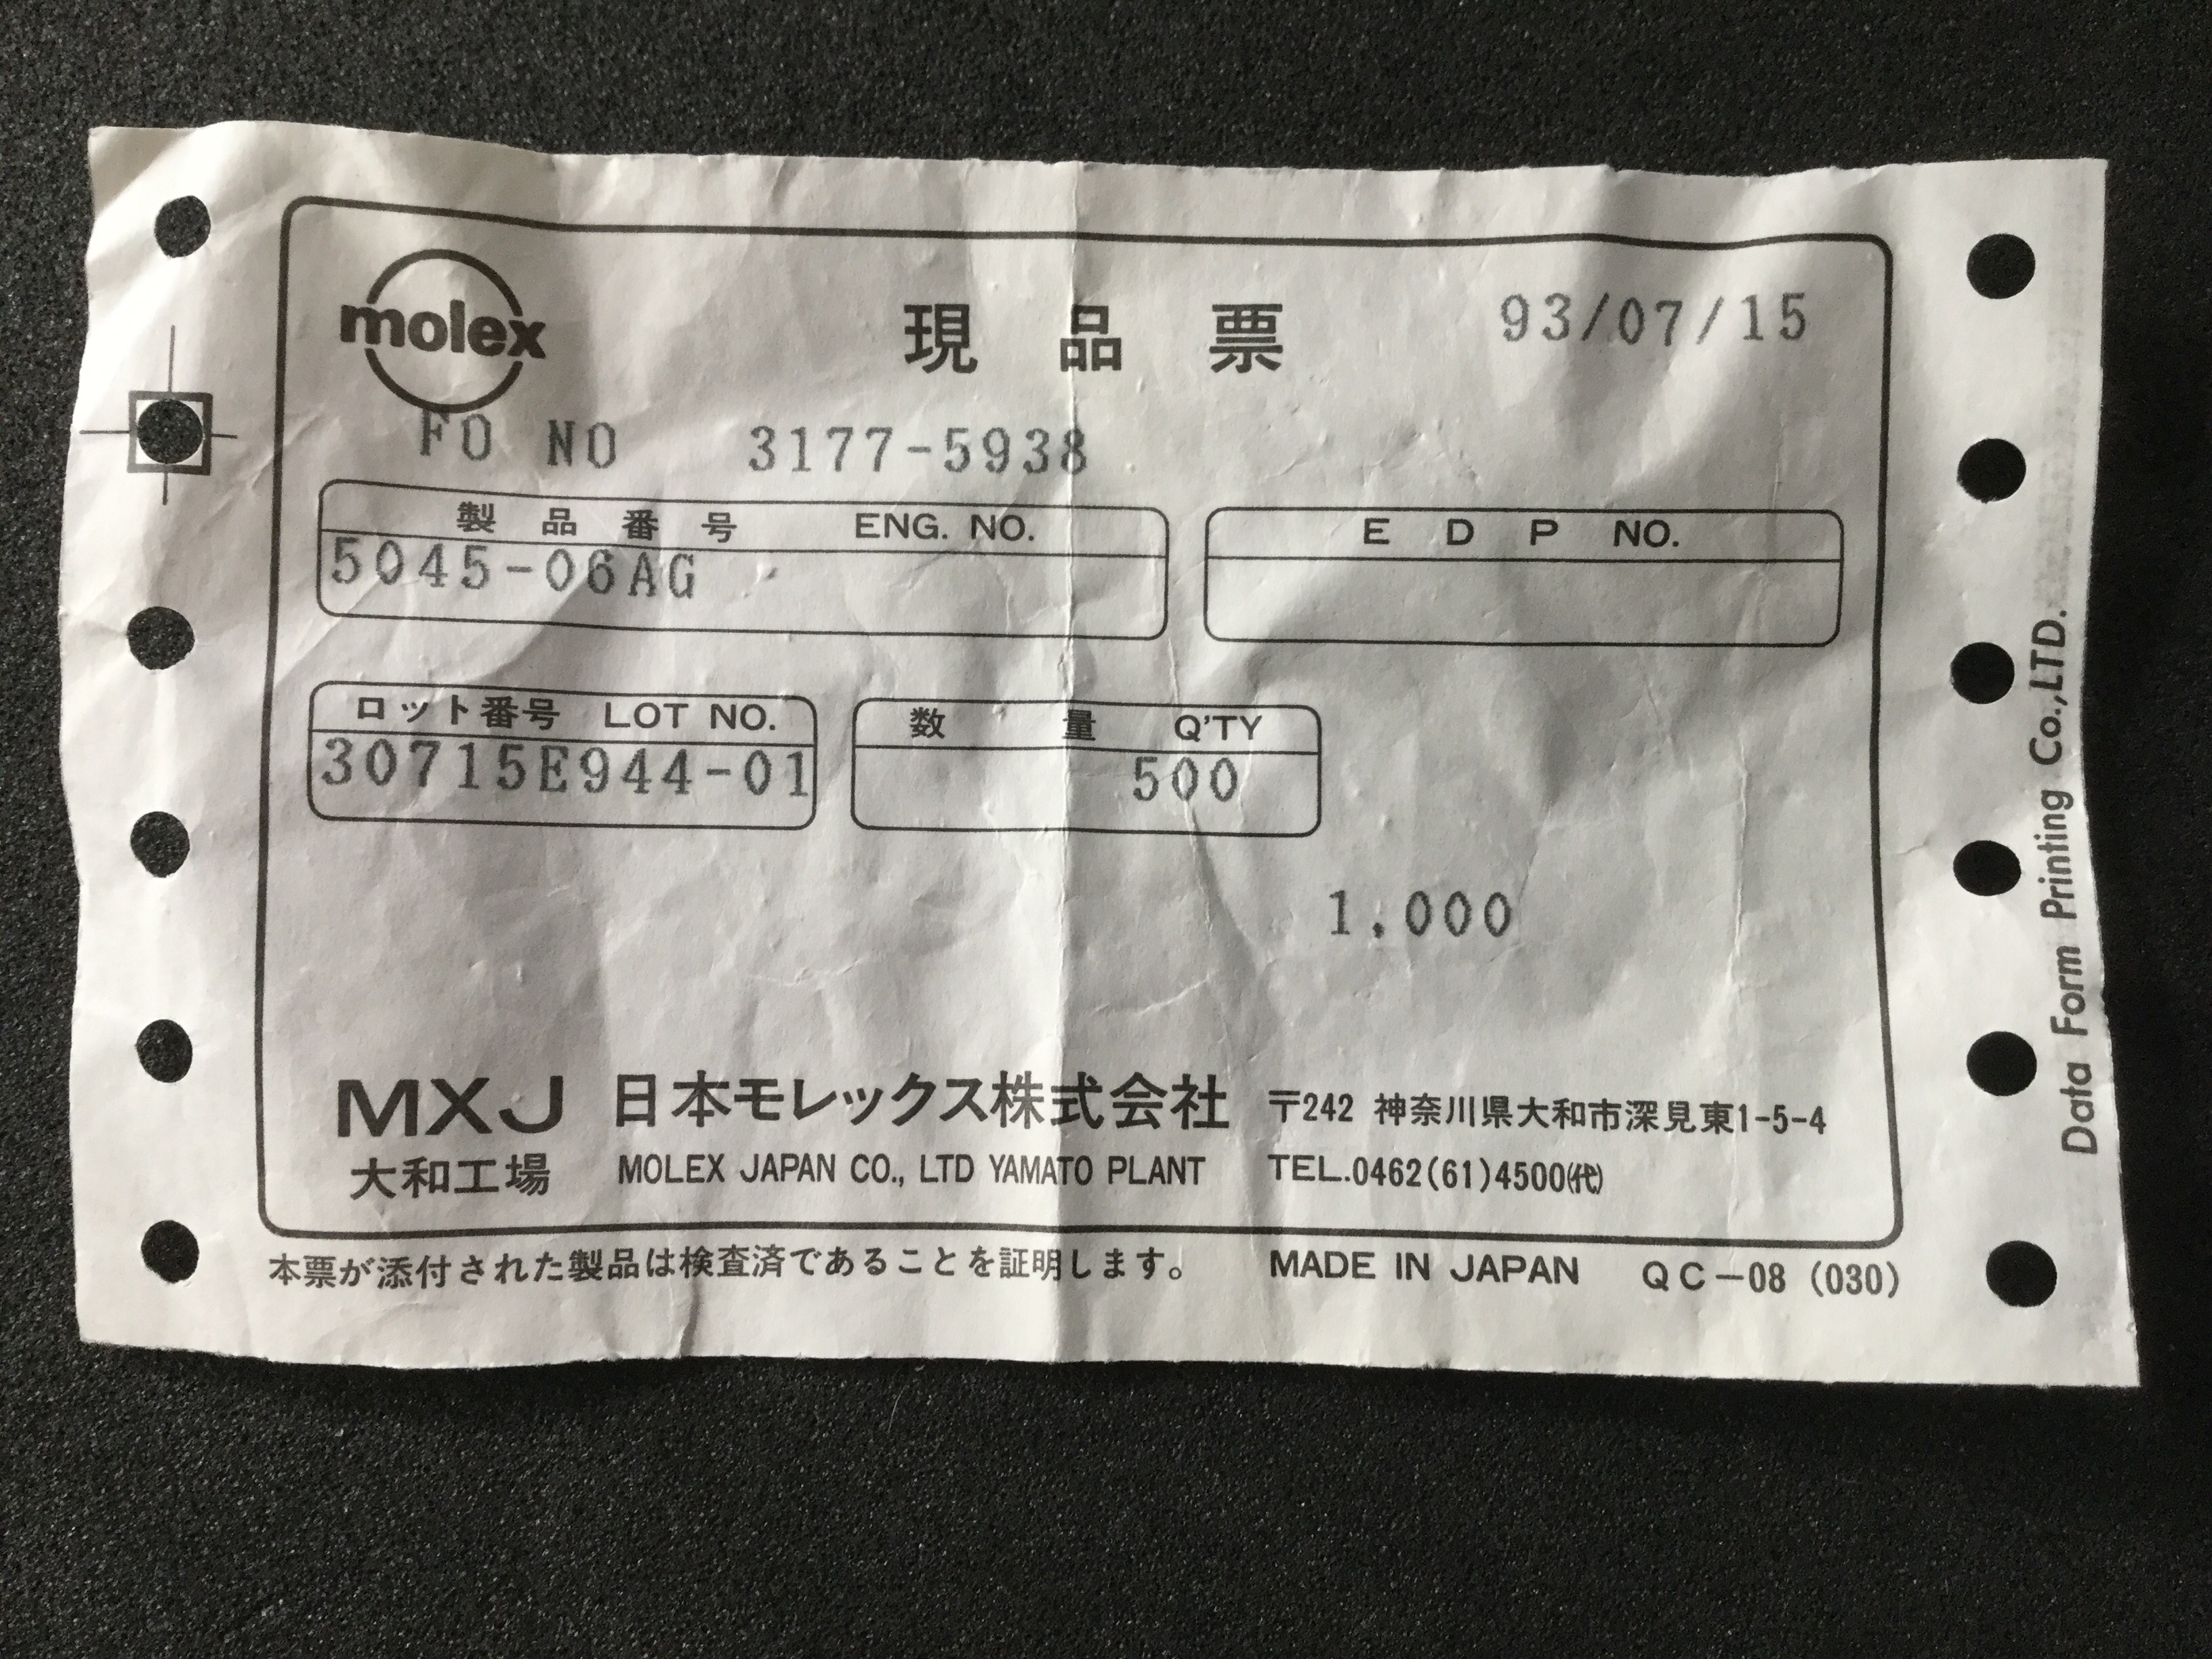 molex
現品票
93/07/15
FO NO 3177-5938
製品番号 ENG. NO.
5045-06AG
E D P NO.
ロット番号 LOT NO.
30715E944-01
数量 Q'TY
500
1.000
MXJ 日本モレックス株式会社 〒242 神奈川県大和市深見東1-5-4
大和工場 MOLEX JAPAN CO., LTD YAMATO PLANT TEL.0462(61)4500㈹
本票が添付された製品は検査済であることを証明します。 MADE IN JAPAN QC-08 (030)
Data Form Printing Co.,LTD.